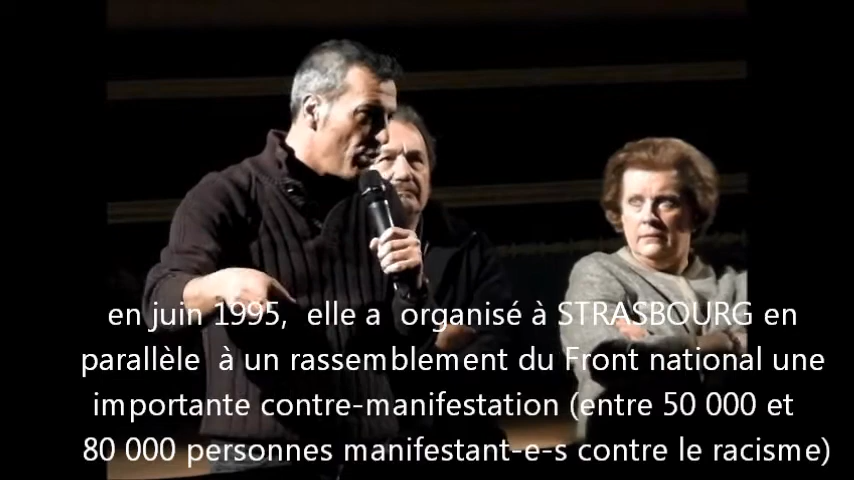 en juin 1995, elle a organisé à STRASBOURG en
parallèle à un rassemblement du Front national une
importante contre-manifestation (entre 50 000 et
80 000 personnes manifestant-e-s contre le racisme)